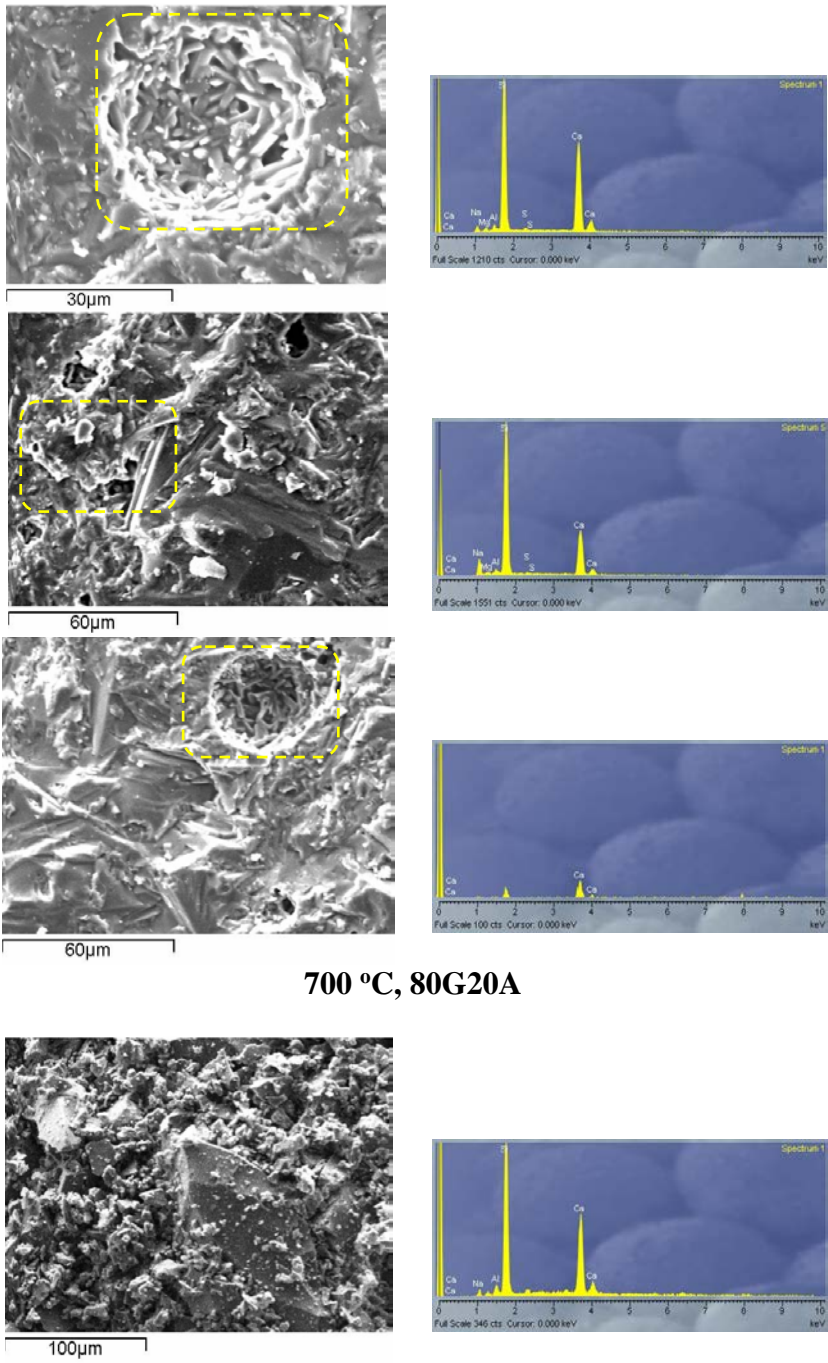 Spectrum 1
Si
Ca
Ca
Ca
Na
Mg
Al
S
S
Ca
0 1 2 3 4 5 6 7 8 9 10
Full Scale 1210 cts Cursor: 0.000 keV
keV
30µm
Spectrum 5
Si
Ca
Ca
Ca
Na
Mg
Al
S
S
Ca
0 1 2 3 4 5 6 7 8 9 10
Full Scale 1551 cts Cursor: 0.000 keV
keV
60µm
Spectrum 1
Ca
Ca
Ca
Ca
0 1 2 3 4 5 6 7 8 9 10
Full Scale 100 cts Cursor: 0.000 keV
keV
60µm
700 ºC, 80G20A
Spectrum 1
Si
Ca
Ca
Ca
Na
Al
Ca
0 1 2 3 4 5 6 7 8 9 10
Full Scale 346 cts Cursor: 0.000 keV
keV
100µm